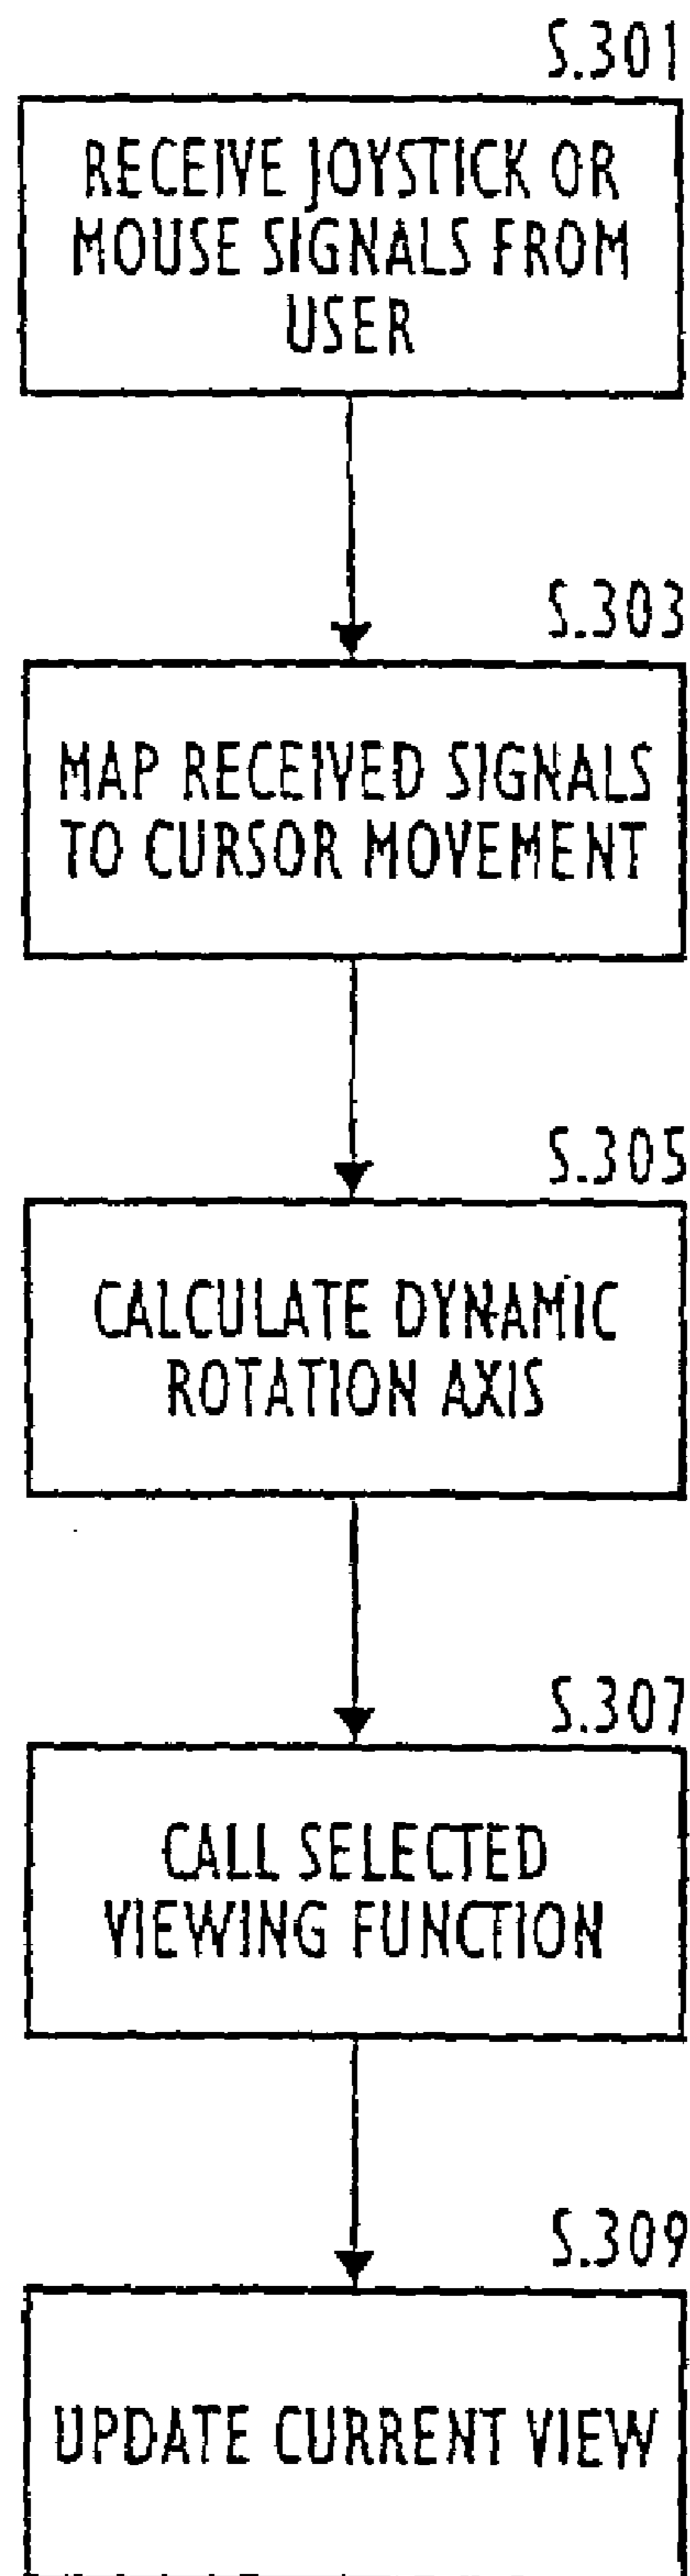 S.301
RECEIVE JOYSTICK OR
MOUSE SIGNALS FROM
USER
S.303
MAP RECEIVED SIGNALS
TO CURSOR MOVEMENT
S.305
CALCULATE DYNAMIC
ROTATION AXIS
S.307
CALL SELECTED
VIEWING FUNCTION
S.309
UPDATE CURRENT VIEW